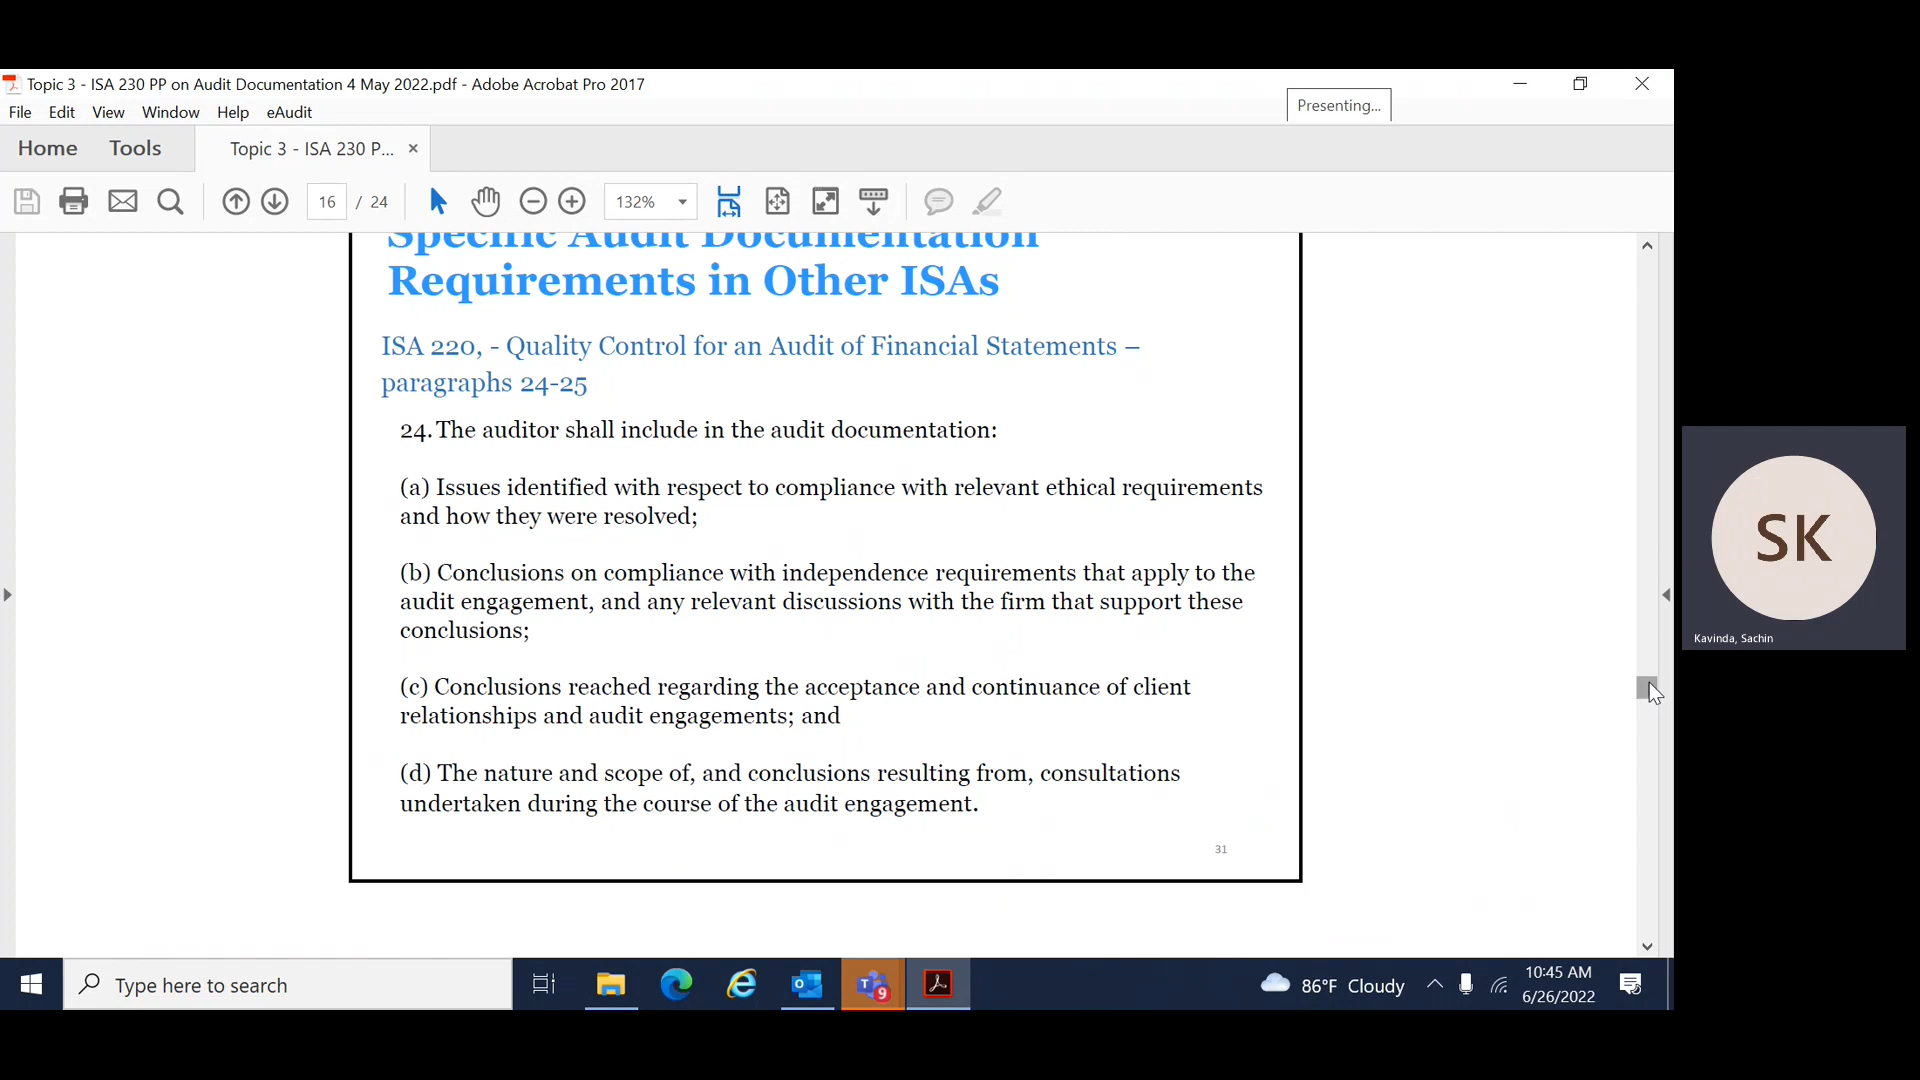 Topic 3 - ISA 230 PP on Audit Documentation 4 May 2022.pdf - Adobe Acrobat Pro 2017
Presenting...
File Edit View Window Help eAudit
Home Tools Topic 3 - ISA 230 P... ×
16 / 24 132%
Specific Audit Documentation
Requirements in Other ISAs
ISA 220, - Quality Control for an Audit of Financial Statements –
paragraphs 24-25
24. The auditor shall include in the audit documentation:
(a) Issues identified with respect to compliance with relevant ethical requirements
and how they were resolved;
(b) Conclusions on compliance with independence requirements that apply to the
audit engagement, and any relevant discussions with the firm that support these
conclusions;
(c) Conclusions reached regarding the acceptance and continuance of client
relationships and audit engagements; and
(d) The nature and scope of, and conclusions resulting from, consultations
undertaken during the course of the audit engagement.
31
SK
Kavinda, Sachin
Type here to search
9
86°F Cloudy
10:45 AM
6/26/2022